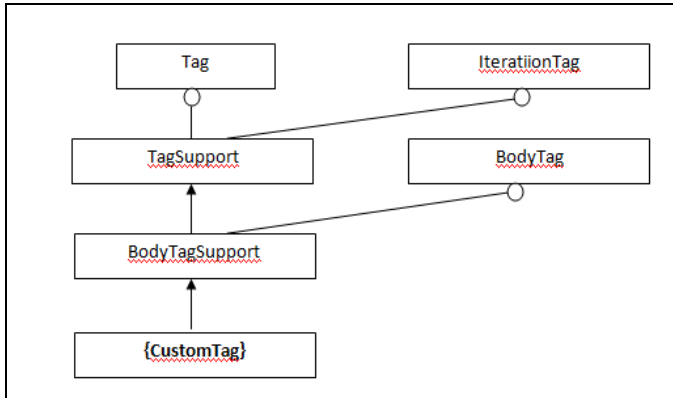 Tag
IteratiionTag
TagSupport
BodyTag
BodyTagSupport
{CustomTag}